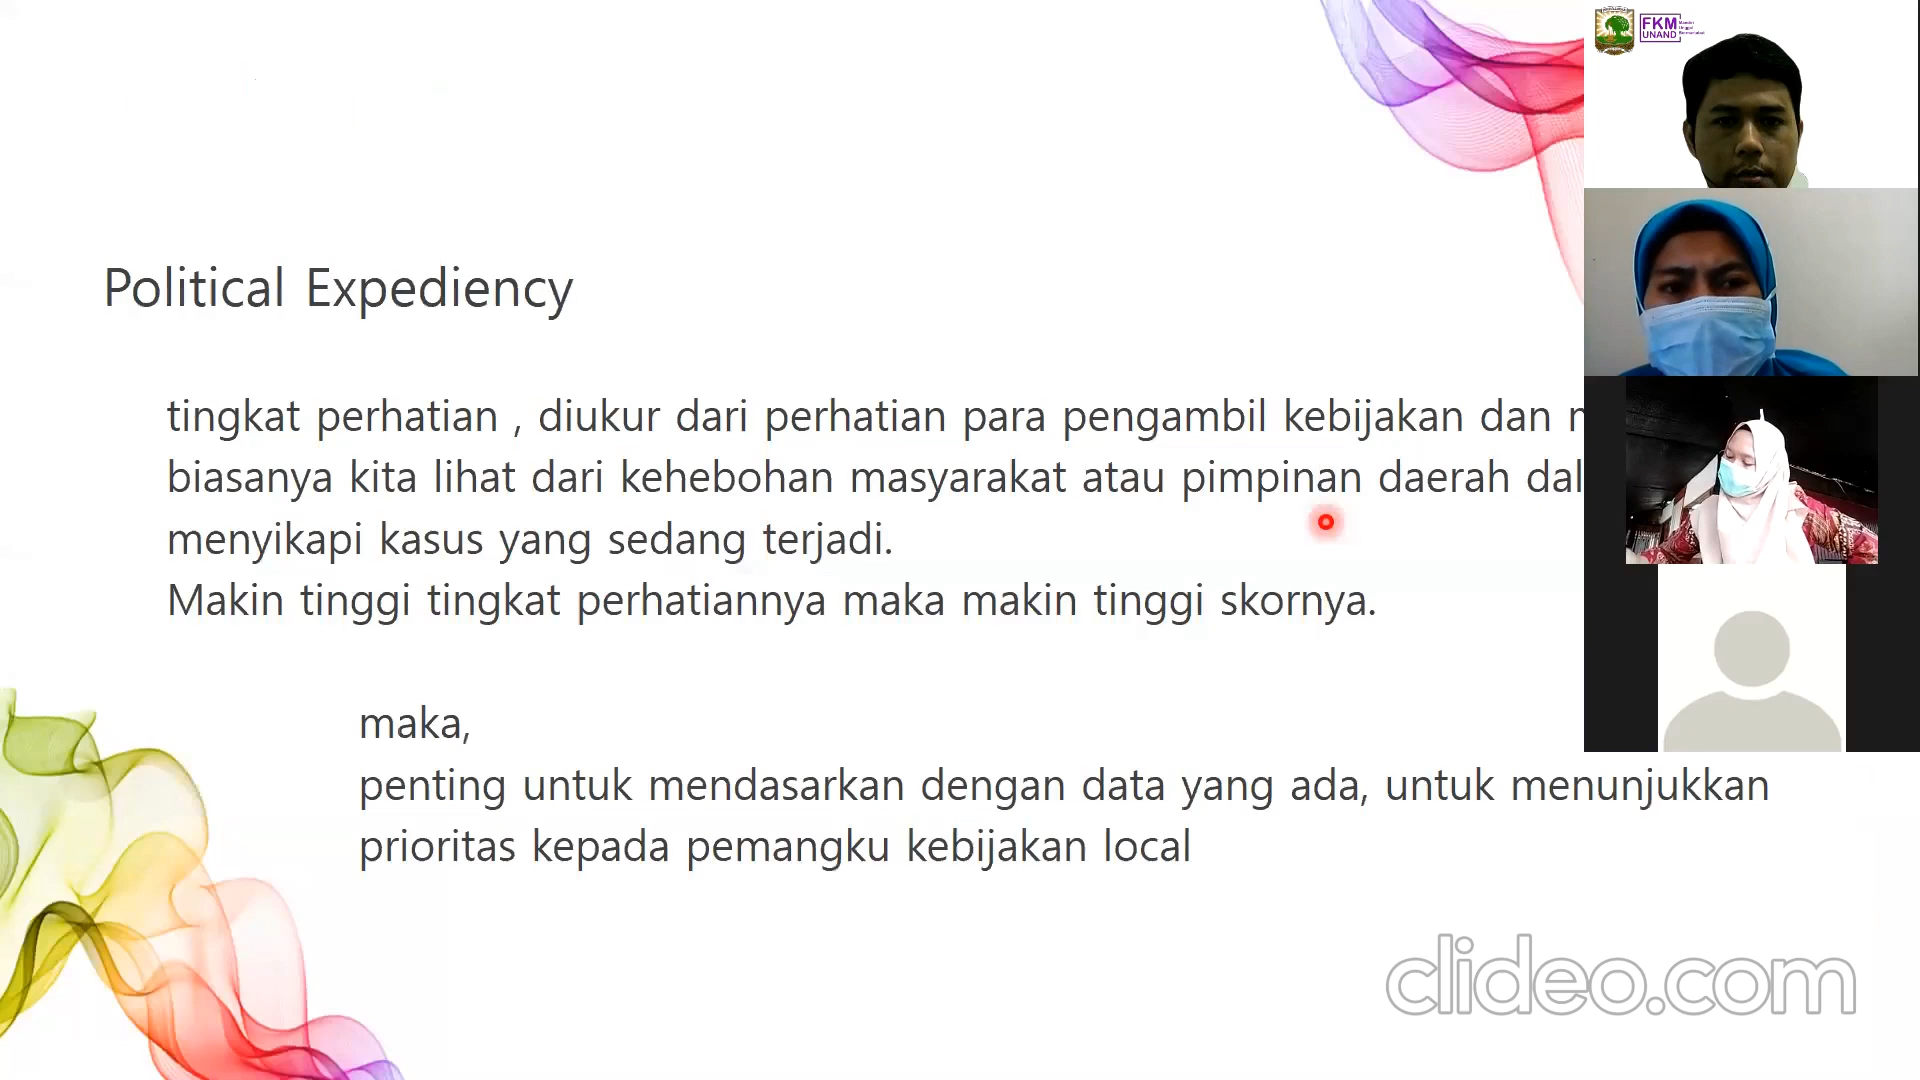 FKM
UNAND
Political Expediency
tingkat perhatian , diukur dari perhatian para pengambil kebijakan dan
biasanya kita lihat dari kehebohan masyarakat atau pimpinan daerah
menyikapi kasus yang sedang terjadi.
Makin tinggi tingkat perhatiannya maka makin tinggi skornya.
maka,
penting untuk mendasarkan dengan data yang ada, untuk menunjukkan
prioritas kepada pemangku kebijakan local
clideo.com